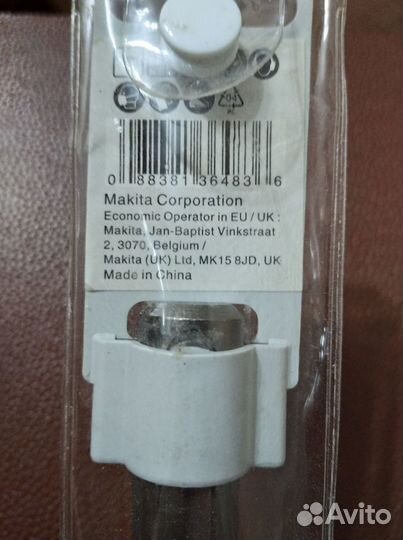 0 88381 36483 6
Makita Corporation
Economic Operator in EU / UK :
Makita, Jan-Baptist Vinkstraat
2, 3070, Belgium /
Makita (UK) Ltd, MK15 8JD, UK
Made in China
Avito